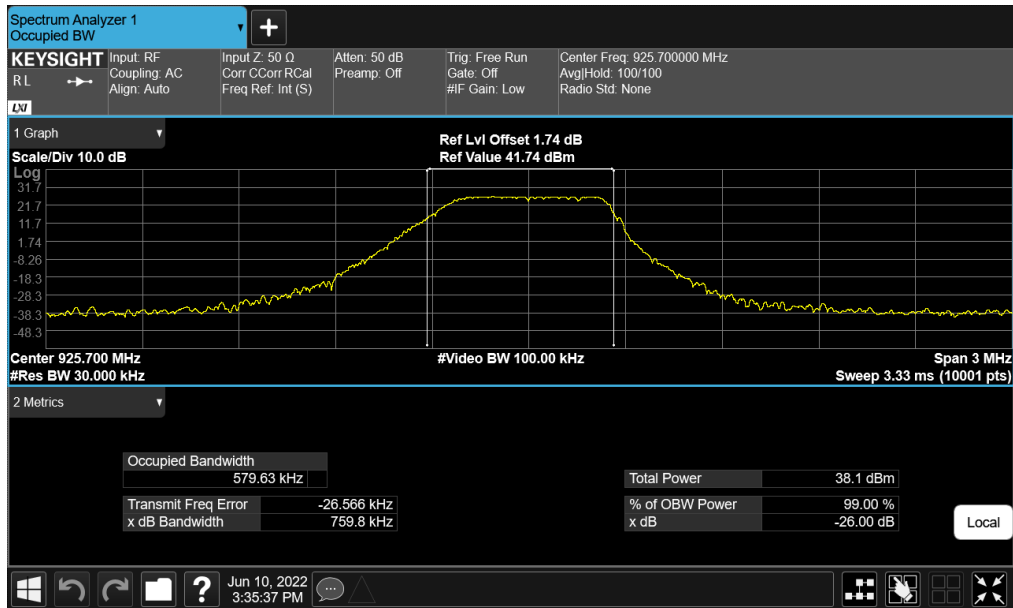 Spectrum Analyzer 1
Occupied BW
KEYSIGHT
R L
LXI
Input: RF
Coupling: AC
Align: Auto
Input Z: 50 Ω
Corr CCorr RCal
Freq Ref: Int (S)
Atten: 50 dB
Preamp: Off
Trig: Free Run
Gate: Off
#IF Gain: Low
Center Freq: 925.700000 MHz
Avg|Hold: 100/100
Radio Std: None
1 Graph
Scale/Div 10.0 dB
Ref Lvl Offset 1.74 dB
Ref Value 41.74 dBm
Log
31.7
21.7
11.7
1.74
-8.26
-18.3
-28.3
-38.3
-48.3
Center 925.700 MHz
#Video BW 100.00 kHz
Span 3 MHz
#Res BW 30.000 kHz
Sweep 3.33 ms (10001 pts)
2 Metrics
Occupied Bandwidth
579.63 kHz
Total Power 38.1 dBm
Transmit Freq Error -26.566 kHz
% of OBW Power 99.00 %
x dB Bandwidth 759.8 kHz
x dB -26.00 dB
Local
?
Jun 10, 2022
3:35:37 PM